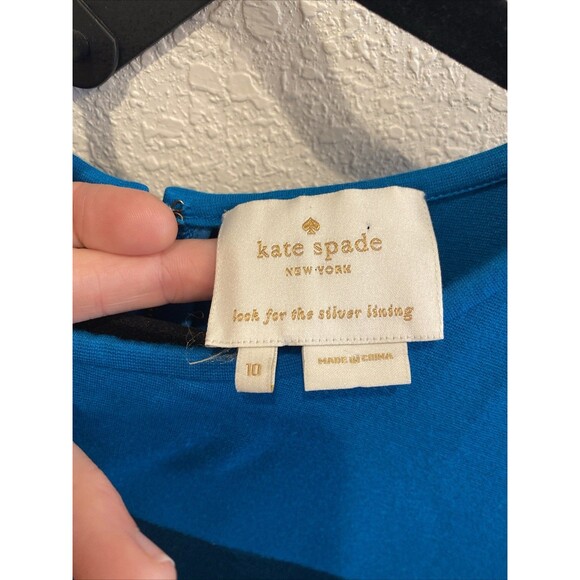 kate spade
NEW YORK
look for the silver lining
10
MADE IN CHINA